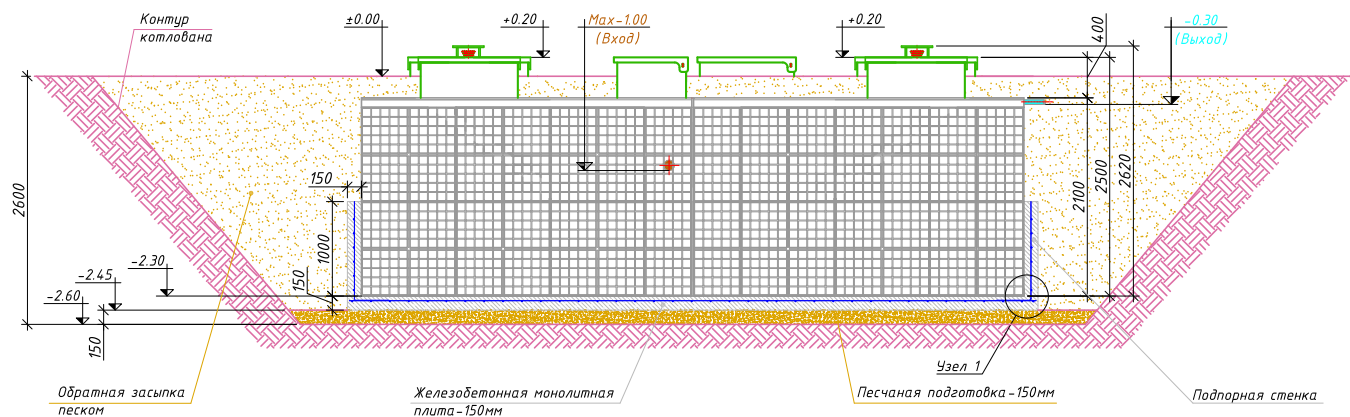 Контур
котлована
±0.00
+0.20
Max-1.00
(Вход)
+0.20
400
-0.30
(Выход)
2600
150
1000
150
-2.30
-2.45
-2.60
150
2100
2500
2620
Узел 1
Обратная засыпка
песком
Железобетонная монолитная
плита-150мм
Песчаная подготовка-150мм
Подпорная стенка